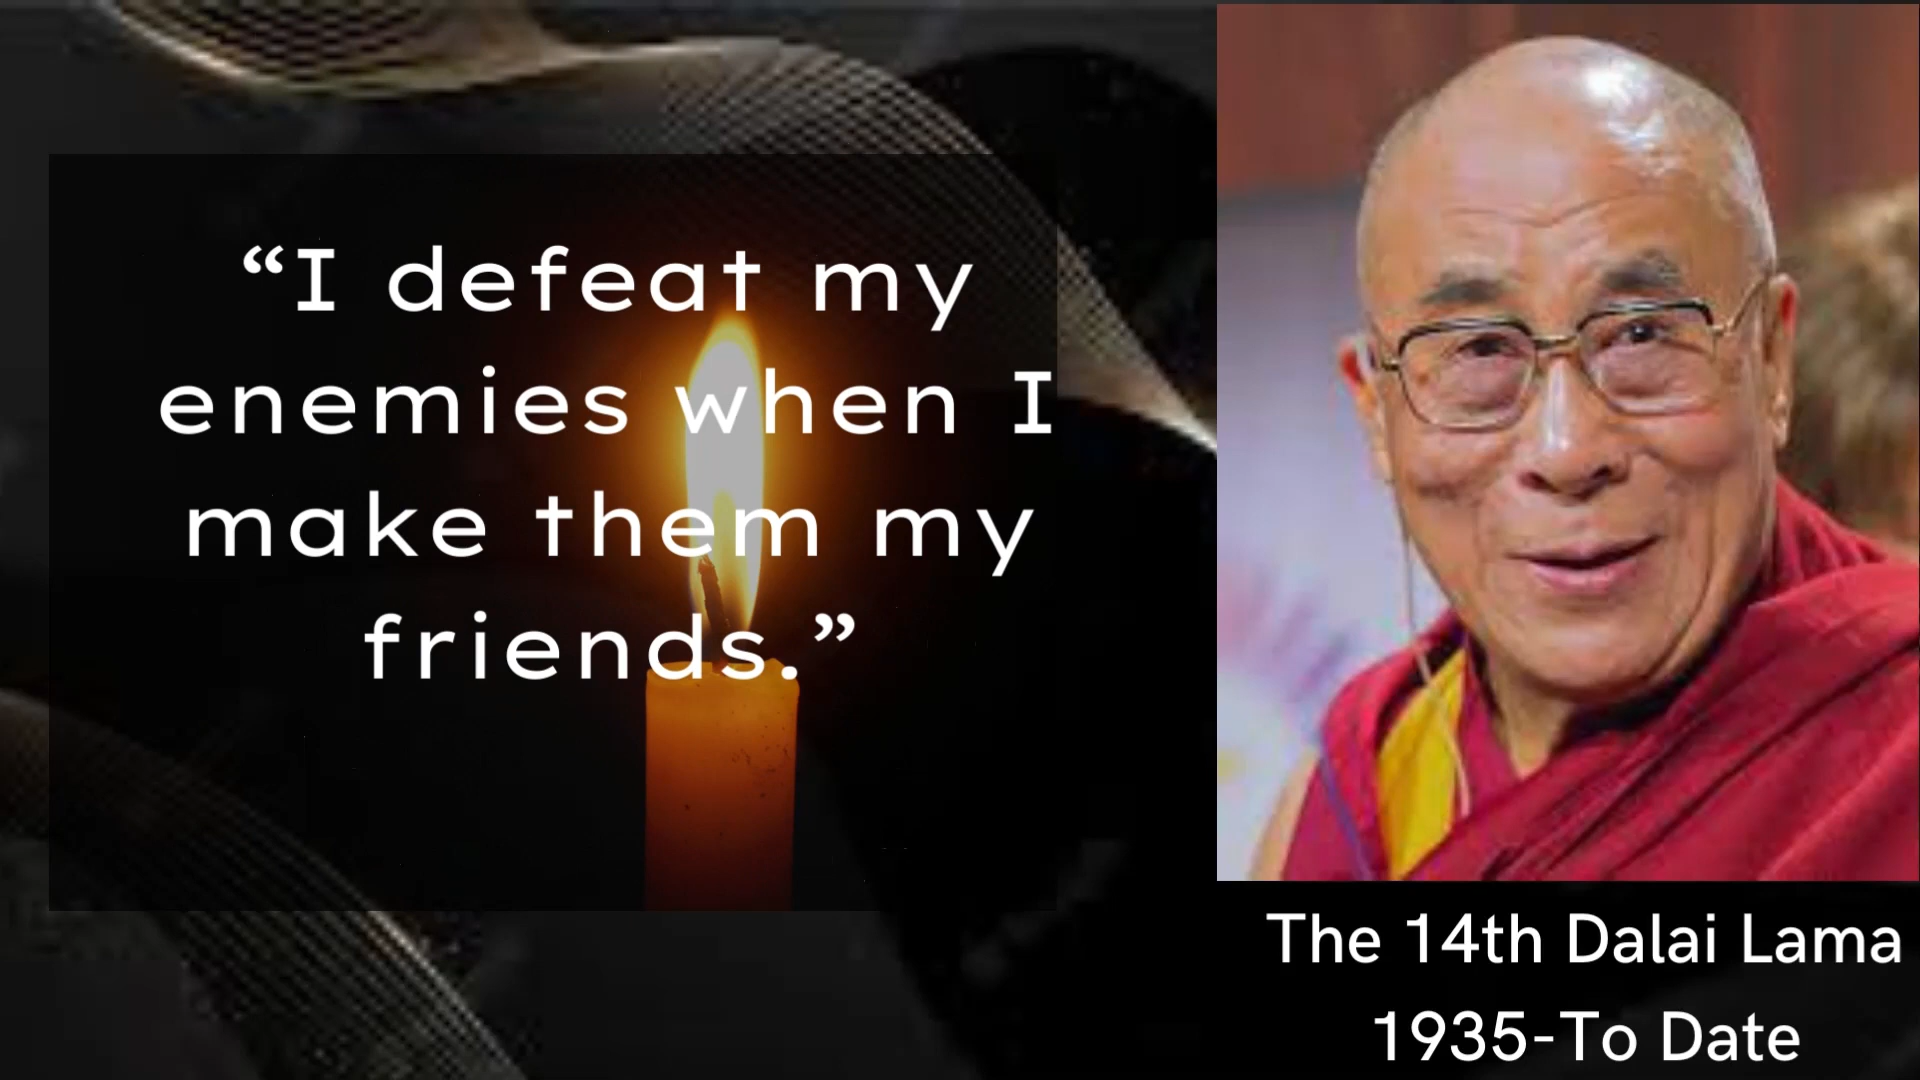 “I defeat my
enemies when I
make them my
friends.”
The 14th Dalai Lama
1935-To Date